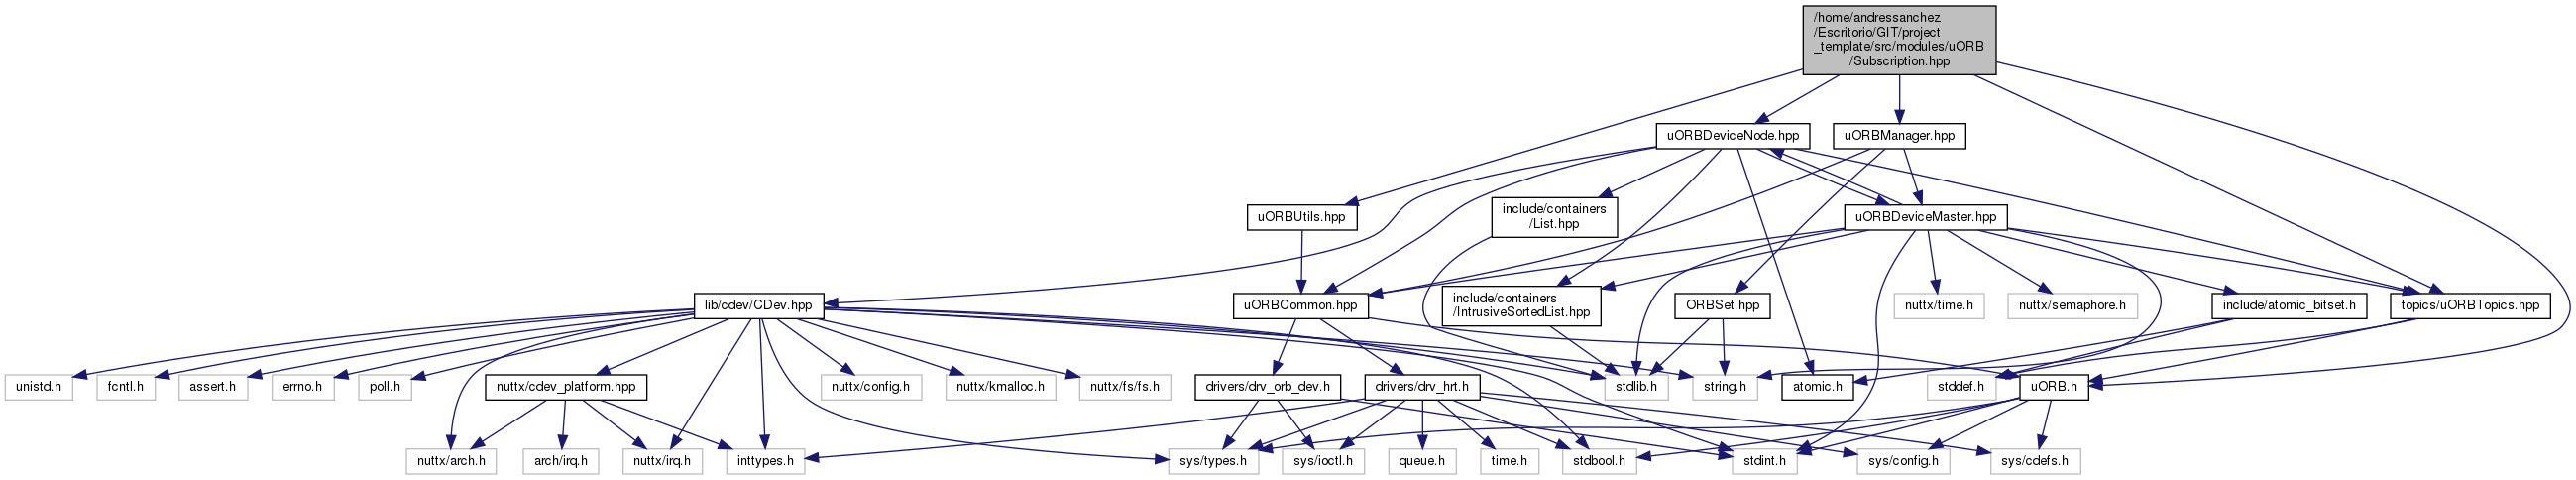 /home/andressanchez
/Escritorio/GIT/project
_template/src/modules/uORB
/Subscription.hpp
uORBDeviceNode.hpp
uORBManager.hpp
uORBUtils.hpp
include/containers
/List.hpp
uORBDeviceMaster.hpp
lib/cdev/CDev.hpp
uORBCommon.hpp
include/containers
/IntrusiveSortedList.hpp
ORBSet.hpp
nuttx/time.h
nuttx/semaphore.h
include/atomic_bitset.h
topics/uORBTopics.hpp
unistd.h
fcntl.h
assert.h
errno.h
poll.h
nuttx/cdev_platform.hpp
nuttx/config.h
nuttx/kmalloc.h
nuttx/fs/fs.h
drivers/drv_orb_dev.h
drivers/drv_hrt.h
stdlib.h
string.h
atomic.h
stddef.h
uORB.h
nuttx/arch.h
arch/irq.h
nuttx/irq.h
inttypes.h
sys/types.h
sys/ioctl.h
queue.h
time.h
stdbool.h
stdint.h
sys/config.h
sys/cdefs.h